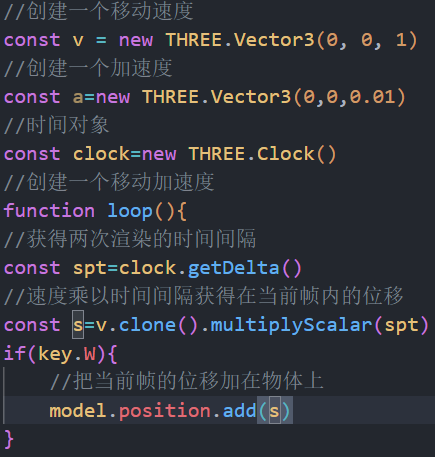 //创建一个移动速度
const v = new THREE.Vector3(0, 0, 1)
//创建一个加速度
const a=new THREE.Vector3(0,0,0.01)
//时间对象
const clock=new THREE.Clock()
//创建一个移动加速度
function loop(){
//获得两次渲染的时间间隔
const spt=clock.getDelta()
//速度乘以时间间隔获得在当前帧内的位移
const s=v.clone().multiplyScalar(spt)
if(key.W){
//把当前帧的位移加在物体上
model.position.add(s)
}